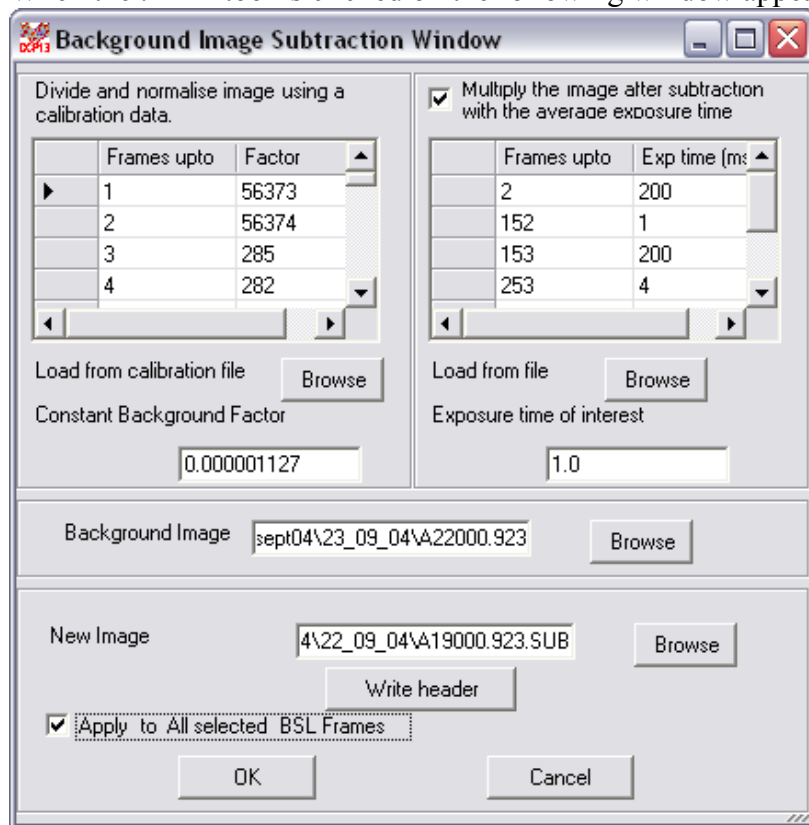 Background Image Subtraction Window
Divide and normalise image using a
calibration data.
Frames upto Factor
1 56373
2 56374
3 285
4 282
Load from calibration file Browse
Constant Background Factor
0.000001127
Multiply the image after subtraction
with the average exposure time
Frames upto Exp time (ms
2 200
152 1
153 200
253 4
Load from file Browse
Exposure time of interest
1.0
Background Image sept04\23_09_04\A22000.923 Browse
New Image 4\22_09_04\A19000.923.SUB Browse
Write header
Apply to All selected BSL Frames
OK Cancel